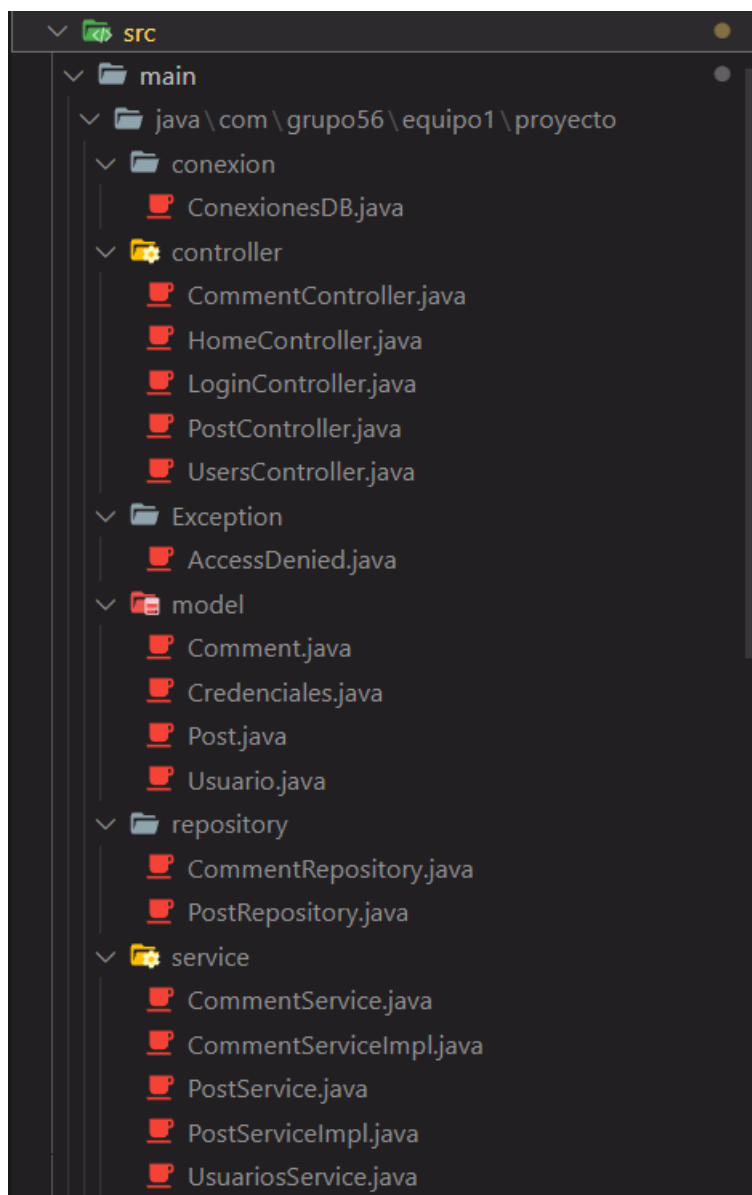 src
main
java\com\grupo56\equipo1\proyecto
conexion
ConexionesDB.java
controller
CommentController.java
HomeController.java
LoginController.java
PostController.java
UsersController.java
Exception
AccessDenied.java
model
Comment.java
Credenciales.java
Post.java
Usuario.java
repository
CommentRepository.java
PostRepository.java
service
CommentService.java
CommentServiceImpl.java
PostService.java
PostServiceImpl.java
UsuariosService.java